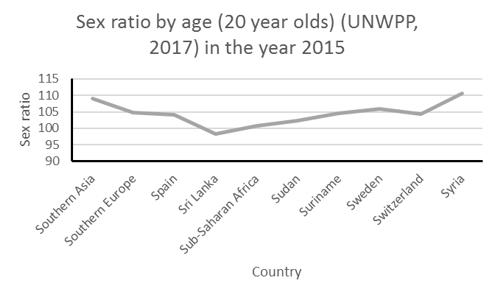 Sex ratio by age (20 year olds) (UNWPP,
2017) in the year 2015
115
110
105
100
95
90
Sex ratio
Southern Asia
Southern Europe
Spain
Sri Lanka
Sub-Saharan Africa
Sudan
Suriname
Sweden
Switzerland
Syria
Country